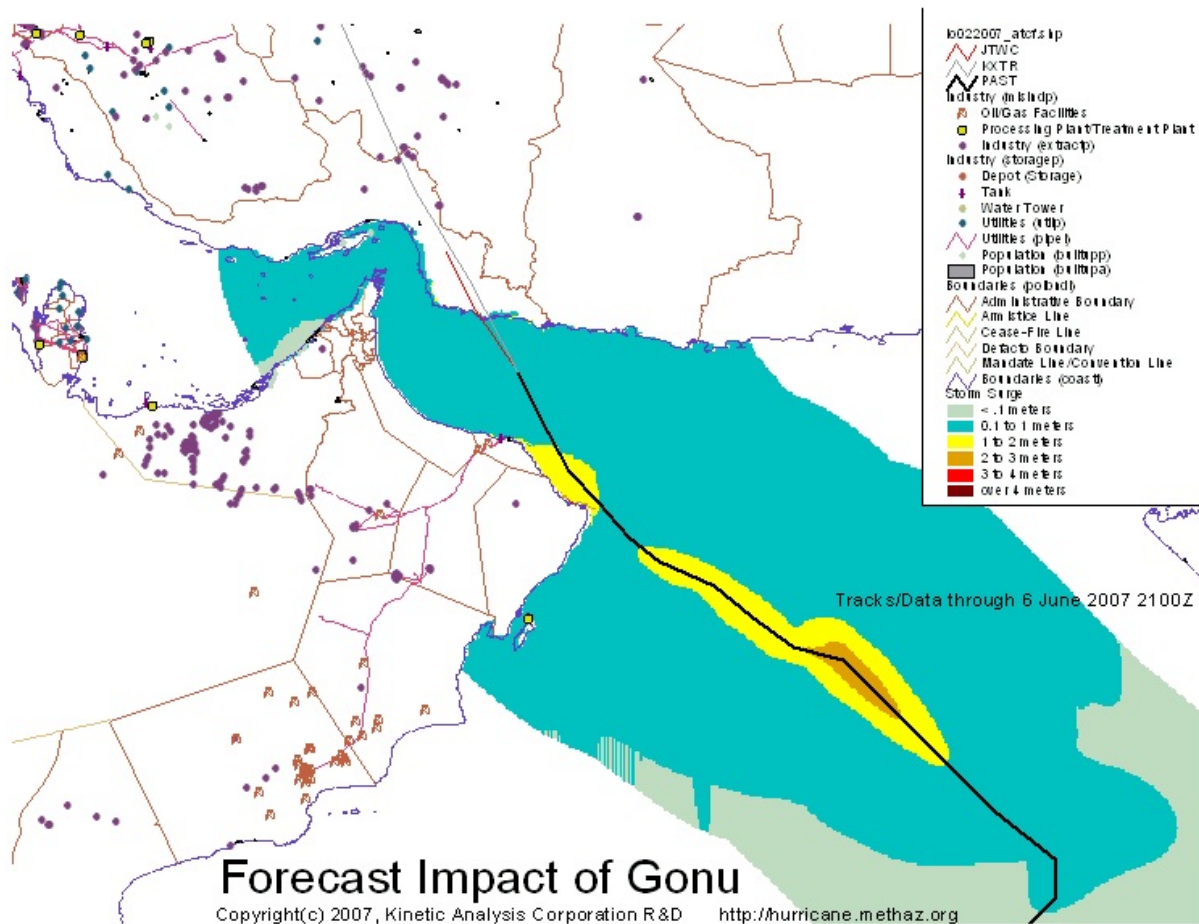 io022007_atcf.shp
JTWC
KXTR
PAST
Industry (misindp)
Oil/Gas Facilities
Processing Plant/Treatment Plant
Industry (extractp)
Industry (storagep)
Depot (Storage)
Tank
Water Tower
Utilities (utilp)
Utilities (pipel)
Population (builtupp)
Population (builtupa)
Boundaries (polbndl)
Administrative Boundary
Armistice Line
Cease-Fire Line
Defacto Boundary
Mandate Line/Convention Line
Boundaries (coastl)
Storm Surge
< .1 meters
0.1 to 1 meters
1 to 2 meters
2 to 3 meters
3 to 4 meters
over 4 meters
Tracks/Data through 6 June 2007 2100Z
Forecast Impact of Gonu
Copyright(c) 2007, Kinetic Analysis Corporation R&D http://hurricane.methaz.org